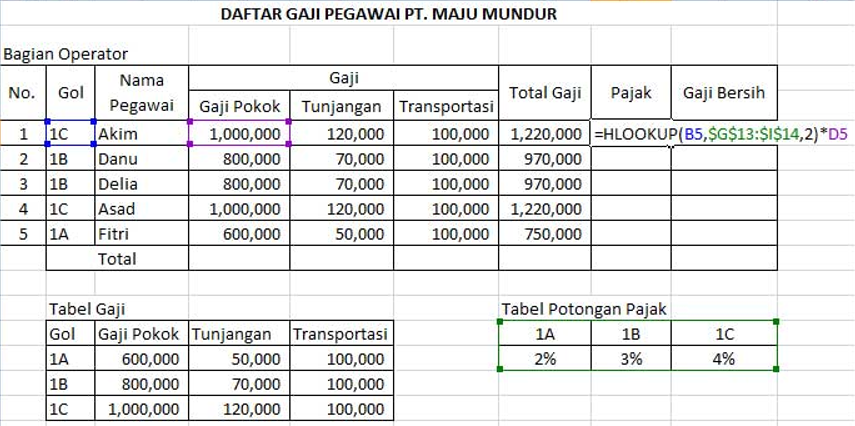 DAFTAR GAJI PEGAWAI PT. MAJU MUNDUR
Bagian Operator
No. Gol Nama Pegawai Gaji Total Gaji Pajak Gaji Bersih
Gaji Pokok Tunjangan Transportasi
1 1C Akim 1,000,000 120,000 100,000 1,220,000 =HLOOKUP(B5,$G$13:$I$14,2)*D5
2 1B Danu 800,000 70,000 100,000 970,000
3 1B Delia 800,000 70,000 100,000 970,000
4 1C Asad 1,000,000 120,000 100,000 1,220,000
5 1A Fitri 600,000 50,000 100,000 750,000
Total
Tabel Gaji Tabel Potongan Pajak
Gol Gaji Pokok Tunjangan Transportasi 1A 1B 1C
1A 600,000 50,000 100,000 2% 3% 4%
1B 800,000 70,000 100,000
1C 1,000,000 120,000 100,000